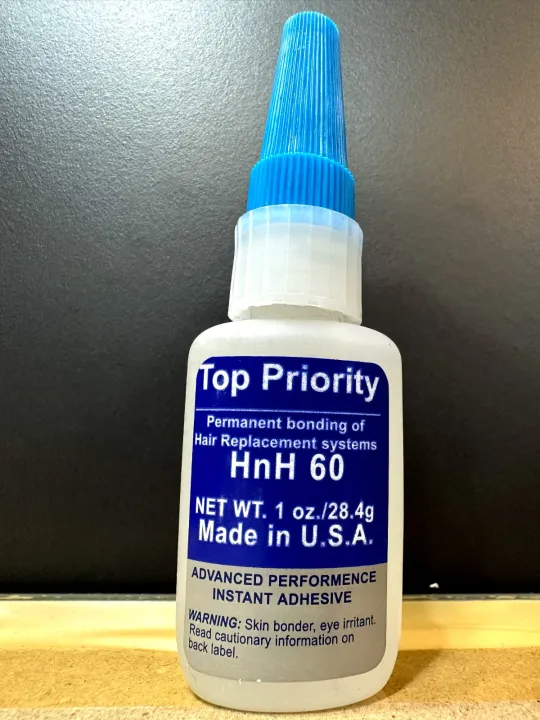 Top Priority
Permanent bonding of
Hair Replacement systems
HnH 60
NET WT. 1 oz./28.4g
Made in U.S.A.
ADVANCED PERFORMENCE
INSTANT ADHESIVE
WARNING: Skin bonder, eye irritant.
Read cautionary information on
back label.